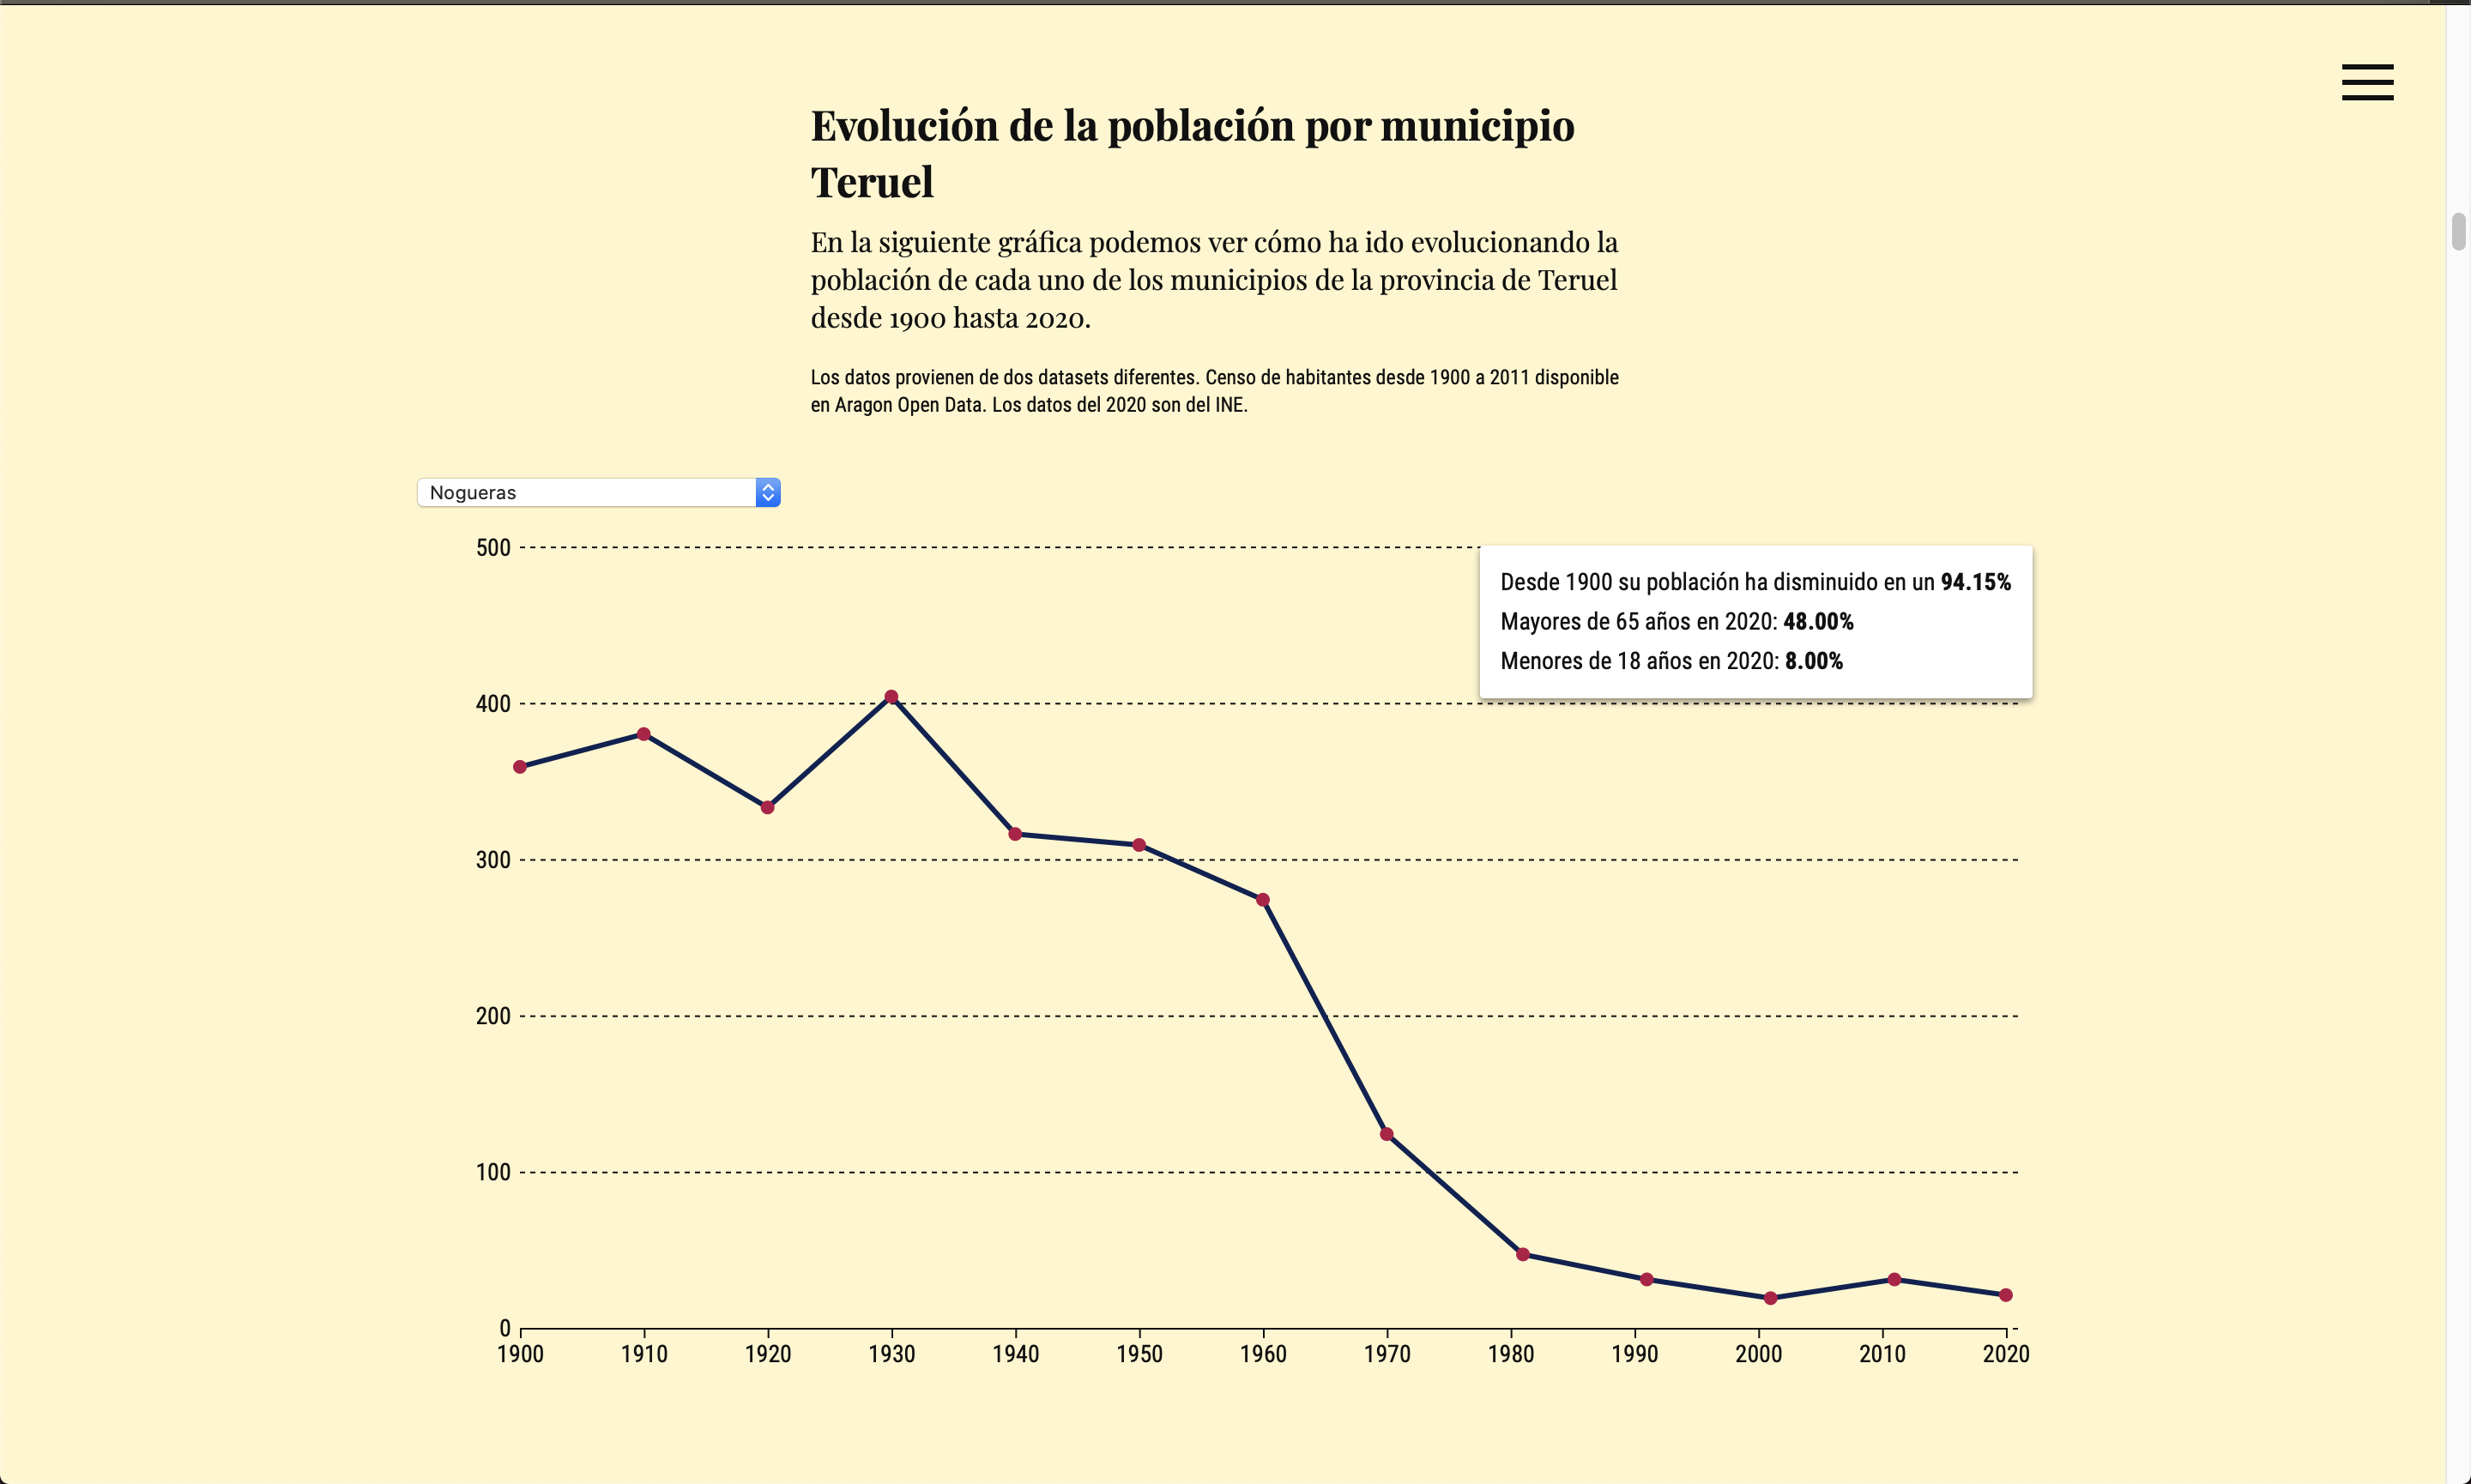 Evolución de la población por municipio
Teruel
En la siguiente gráfica podemos ver cómo ha ido evolucionando la
población de cada uno de los municipios de la provincia de Teruel
desde 1900 hasta 2020.
Los datos provienen de dos datasets diferentes. Censo de habitantes desde 1900 a 2011 disponible
en Aragon Open Data. Los datos del 2020 son del INE.
Nogueras
500
Desde 1900 su población ha disminuido en un 94.15%
Mayores de 65 años en 2020: 48.00%
Menores de 18 años en 2020: 8.00%
400
300
200
100
0
1900 1910 1920 1930 1940 1950 1960 1970 1980 1990 2000 2010 2020